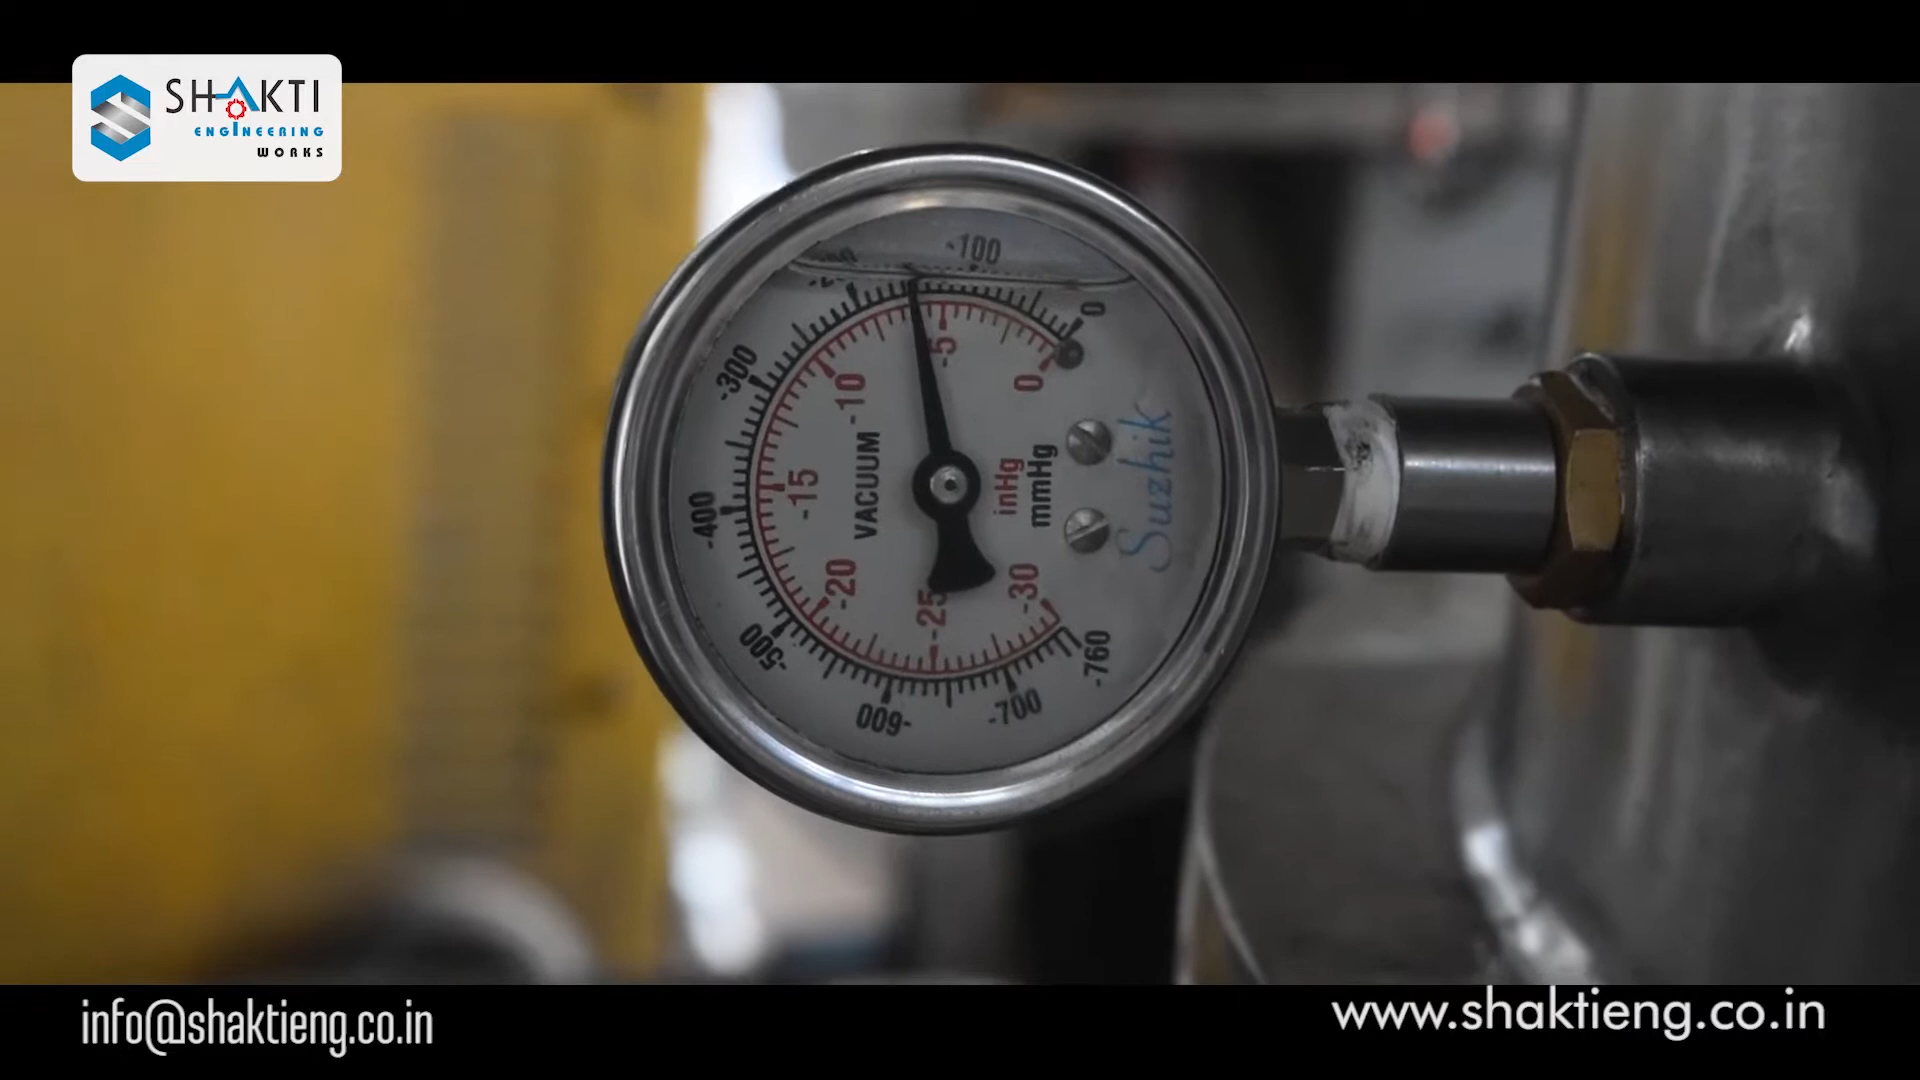 SHAKTI
ENGINEERING
WORKS
-100
0
-300
-400
-500
-600
-700
-760
0
-5
-10
-15
-20
-25
-30
VACUUM
inHg
mmHg
Suzhik
info@shaktieng.co.in
www.shaktieng.co.in